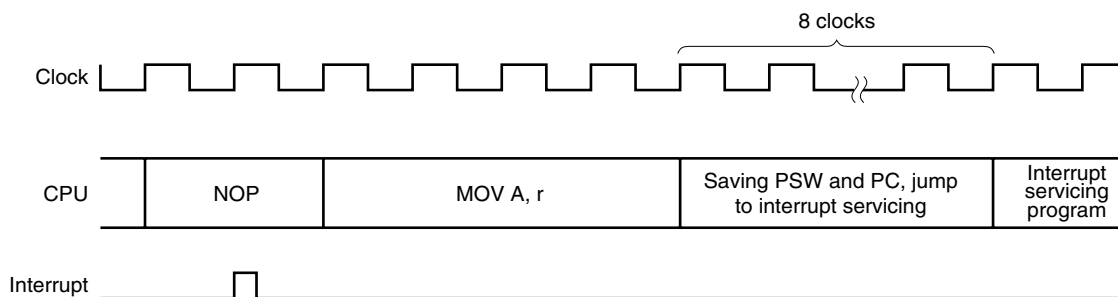 8 clocks
Clock
CPU
NOP
MOV A, r
Saving PSW and PC, jump
to interrupt servicing
Interrupt
servicing
program
Interrupt